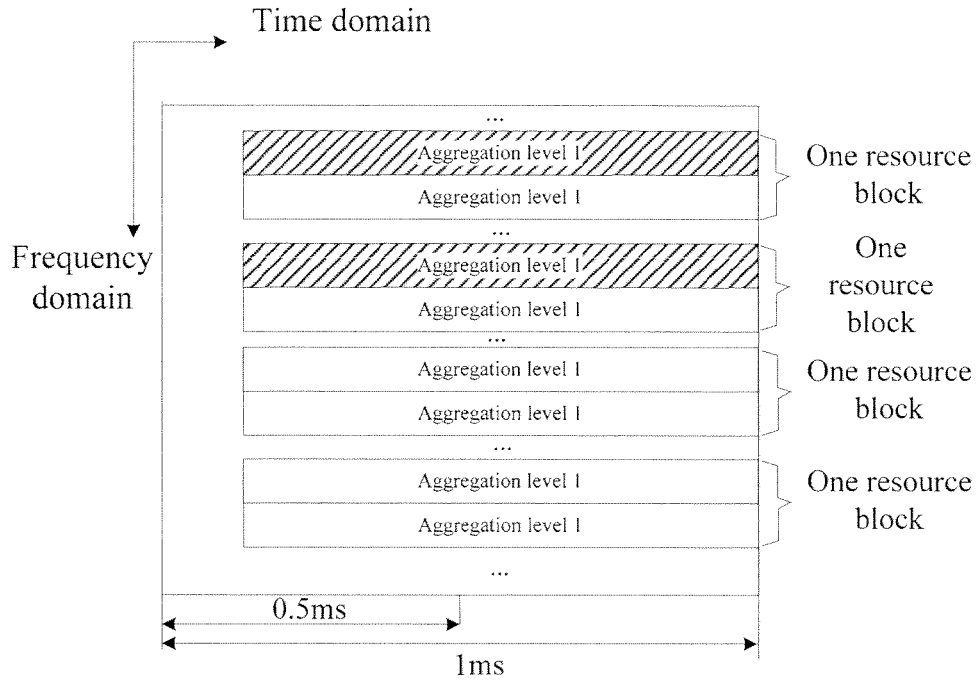 Time domain
Frequency
domain
...
Aggregation level 1
Aggregation level 1
One resource
block
...
Aggregation level 1
Aggregation level 1
One
resource
block
...
Aggregation level 1
Aggregation level 1
One resource
block
...
Aggregation level 1
Aggregation level 1
One resource
block
...
0.5ms
1ms